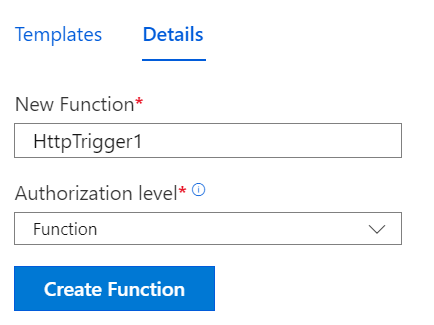 Templates Details
New Function*
HttpTrigger1
Authorization level*
Function
Create Function